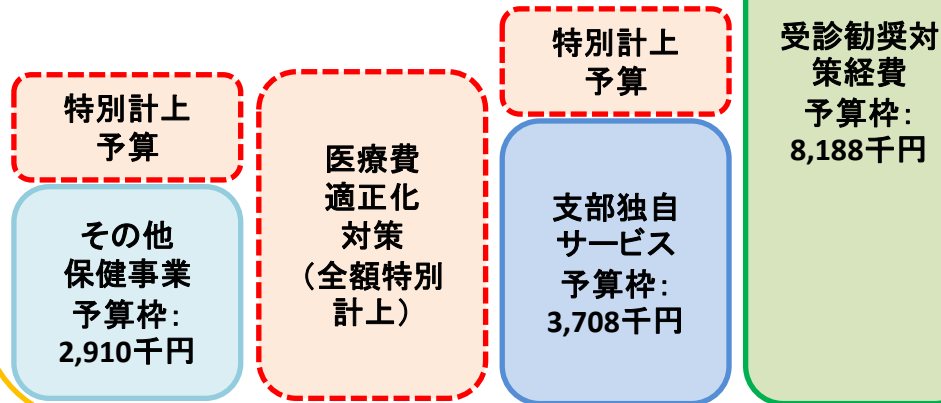 特別計上
予算
その他
保健事業
予算枠：
2,910千円
医療費
適正化
対策
（全額特別
計上）
特別計上
予算
支部独自
サービス
予算枠：
3,708千円
受診勧奨対
策経費
予算枠：
8,188千円